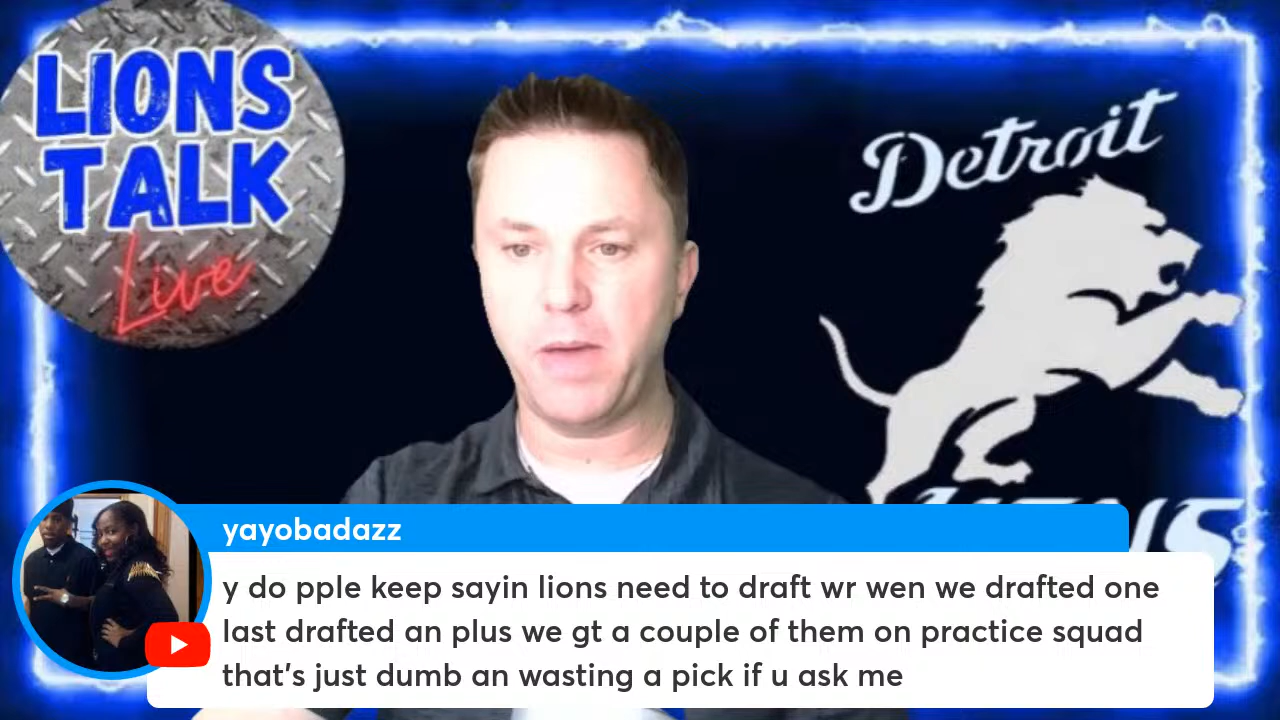 LIONS
TALK
Live
Detroit
LIONS
yayobadazz
y do pple keep sayin lions need to draft wr wen we drafted one
last drafted an plus we gt a couple of them on practice squad
that's just dumb an wasting a pick if u ask me